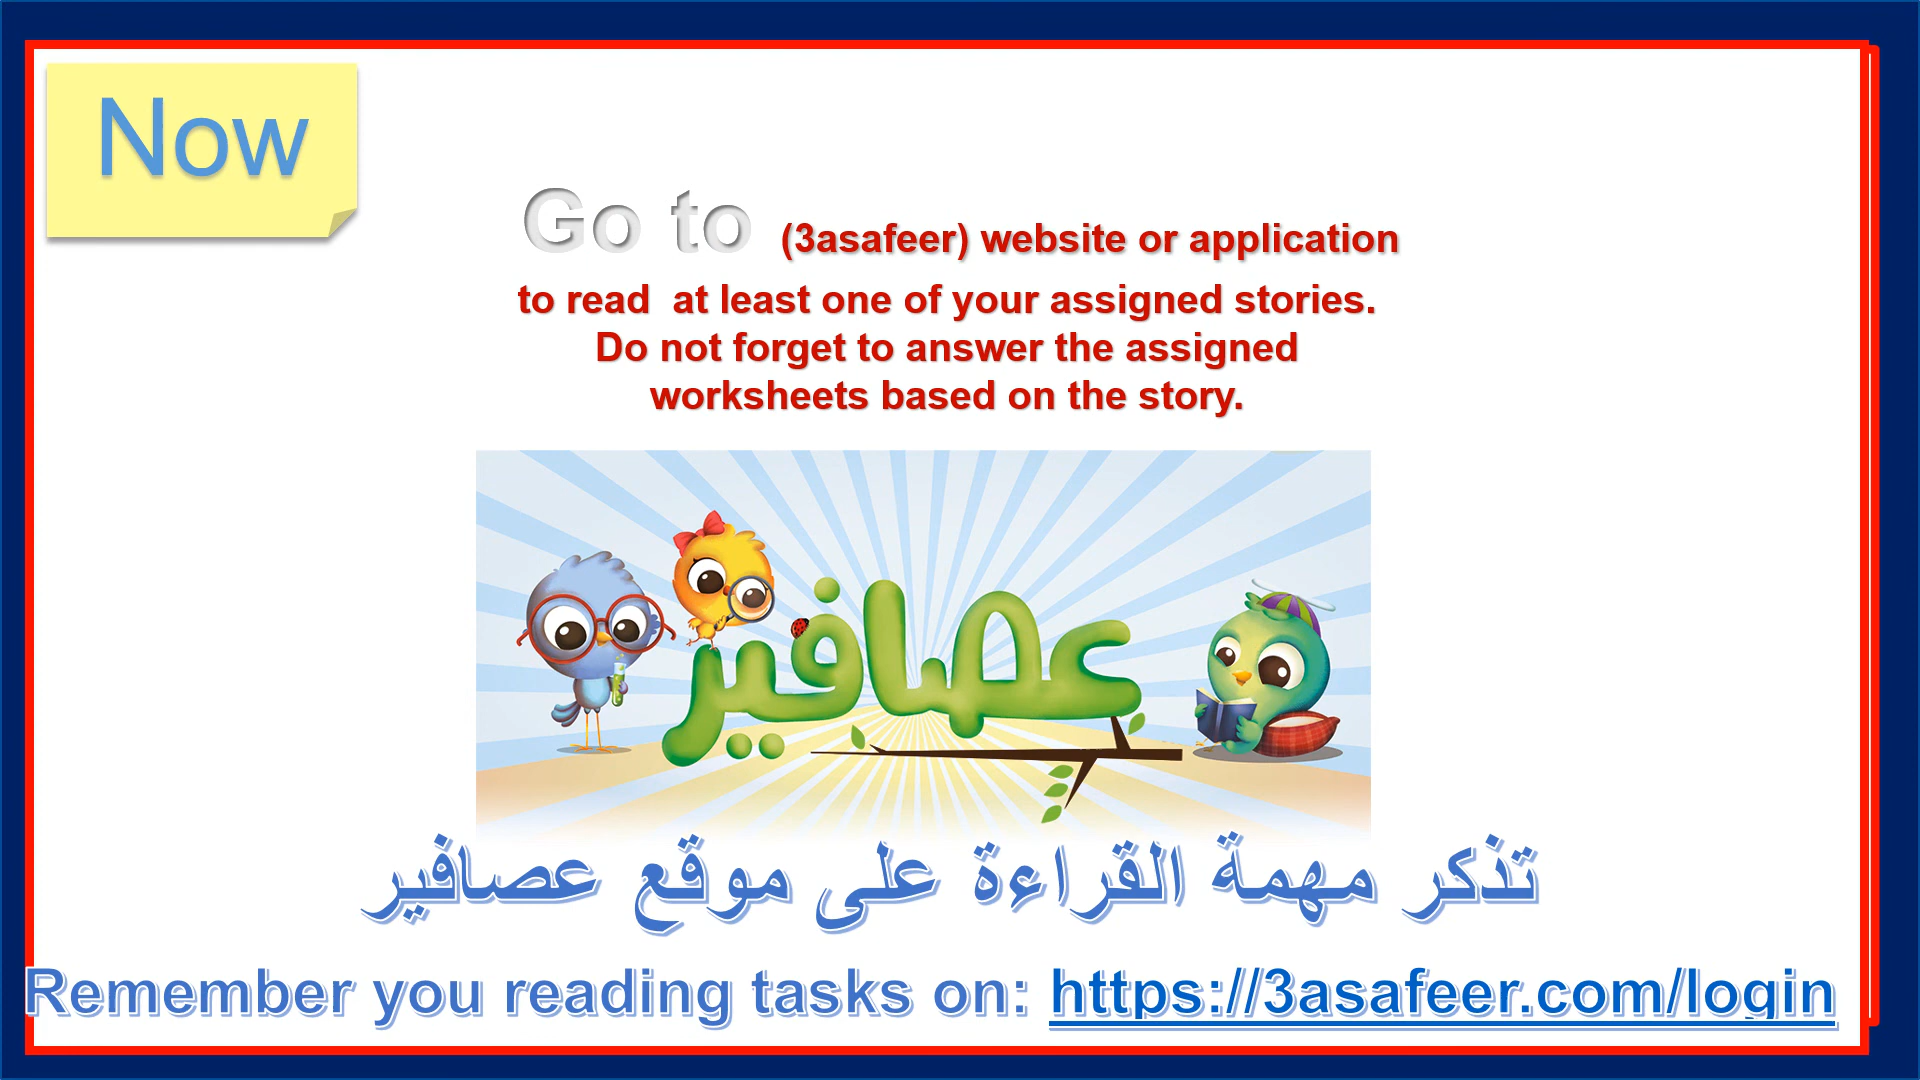 Now
Go to (3asafeer) website or application
to read at least one of your assigned stories.
Do not forget to answer the assigned
worksheets based on the story.
عصافير
تذكر مهمة القراءة على موقع عصافير
Remember you reading tasks on: https://3asafeer.com/login